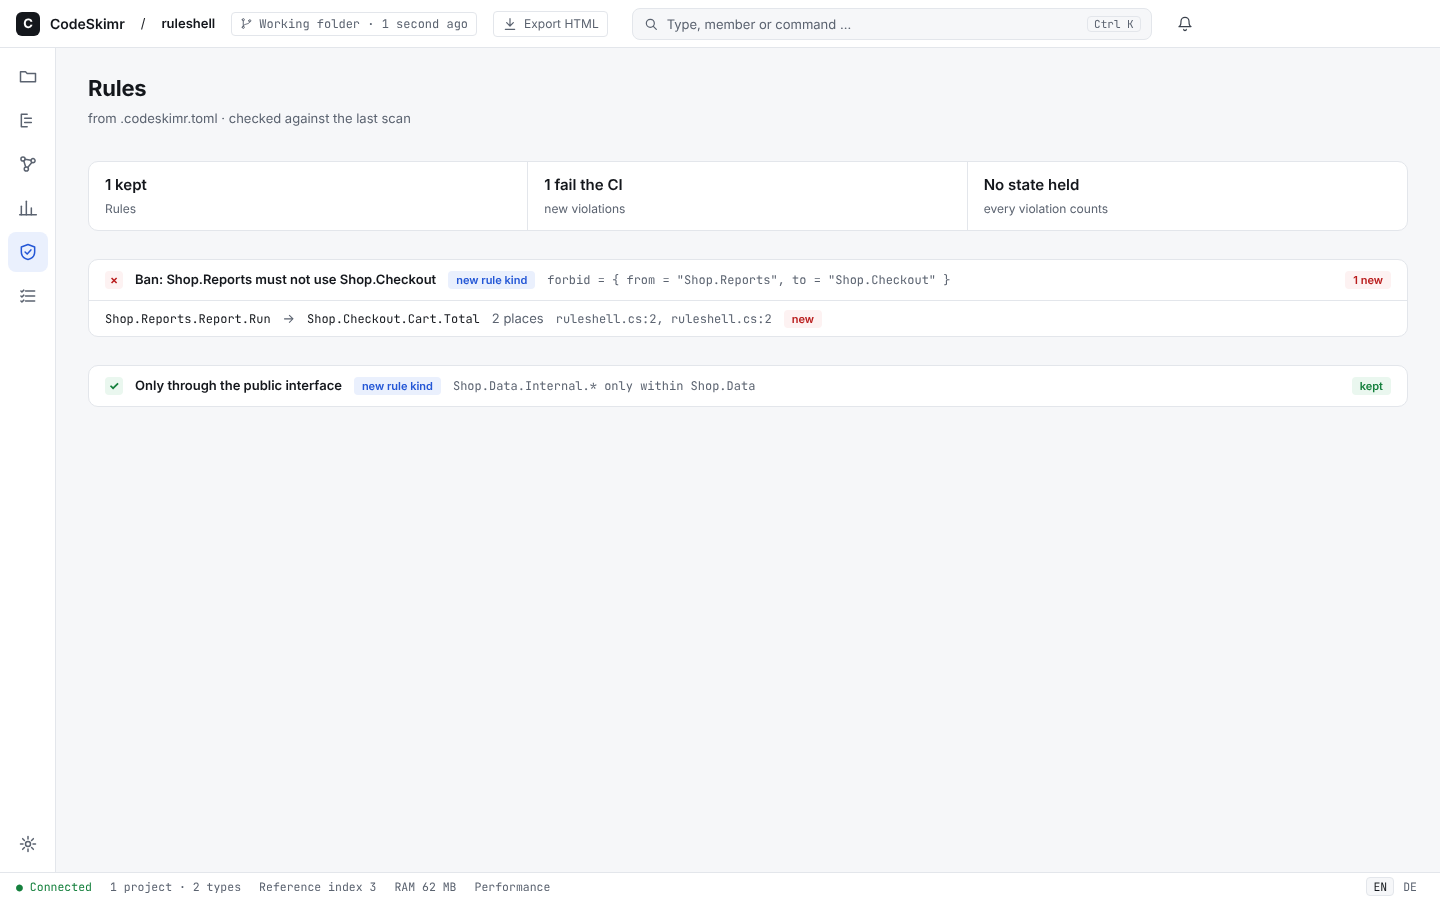 C CodeSkimr / ruleshell Working folder · 1 second ago Export HTML Type, member or command ... Ctrl K
Rules
from .codeskimr.toml · checked against the last scan
1 kept
Rules
1 fail the CI
new violations
No state held
every violation counts
Ban: Shop.Reports must not use Shop.Checkout new rule kind forbid = { from = "Shop.Reports", to = "Shop.Checkout" } 1 new
Shop.Reports.Report.Run → Shop.Checkout.Cart.Total 2 places ruleshell.cs:2, ruleshell.cs:2 new
Only through the public interface new rule kind Shop.Data.Internal.* only within Shop.Data kept
Connected 1 project · 2 types Reference index 3 RAM 62 MB Performance EN DE